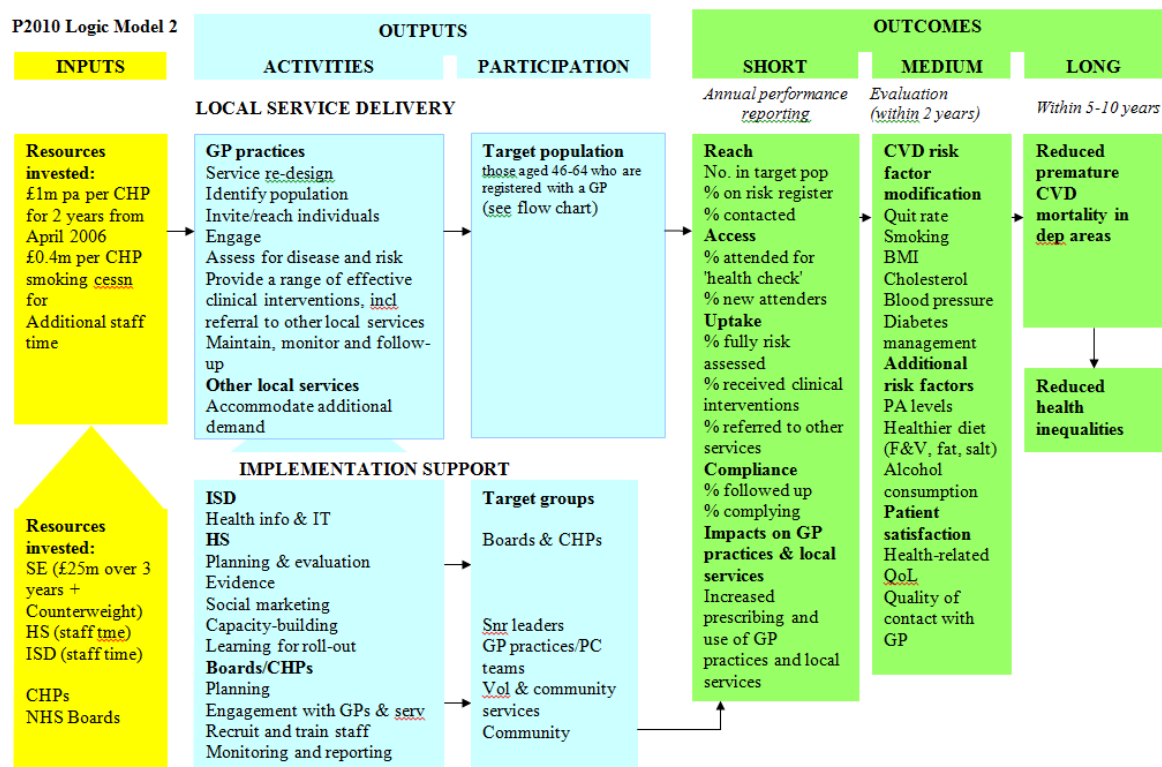 P2010 Logic Model 2
OUTPUTS
OUTCOMES
INPUTS
ACTIVITIES
PARTICIPATION
SHORT
MEDIUM
LONG
Annual performance
reporting
Evaluation
(within 2 years)
Within 5-10 years
LOCAL SERVICE DELIVERY
Resources
invested:
£1m pa per CHP
for 2 years from
April 2006
£0.4m per CHP
smoking cessn
for
Additional staff
time
GP practices
Service re-design
Identify population
Invite/reach individuals
Engage
Assess for disease and risk
Provide a range of effective
clinical interventions, incl
referral to other local services
Maintain, monitor and follow-
up
Other local services
Accommodate additional
demand
Target population
those aged 46-64 who are
registered with a GP
(see flow chart)
Reach
No. in target pop
% on risk register
% contacted
Access
% attended for
'health check'
% new attenders
Uptake
% fully risk
assessed
% received clinical
interventions
% referred to other
services
Compliance
% followed up
% complying
Impacts on GP
practices & local
services
Increased
prescribing and
use of GP
practices and local
services
CVD risk
factor
modification
Quit rate
Smoking
BMI
Cholesterol
Blood pressure
Diabetes
management
Additional
risk factors
PA levels
Healthier diet
(F&V, fat, salt)
Alcohol
consumption
Patient
satisfaction
Health-related
QoL
Quality of
contact with
GP
Reduced
premature
CVD
mortality in
dep areas
Reduced
health
inequalities
IMPLEMENTATION SUPPORT
Resources
invested:
SE (£25m over 3
years +
Counterweight)
HS (staff tme)
ISD (staff time)
CHPs
NHS Boards
ISD
Health info & IT
HS
Planning & evaluation
Evidence
Social marketing
Capacity-building
Learning for roll-out
Boards/CHPs
Planning
Engagement with GPs & serv
Recruit and train staff
Monitoring and reporting
Target groups
Boards & CHPs
Snr leaders
GP practices/PC
teams
Vol & community
services
Community